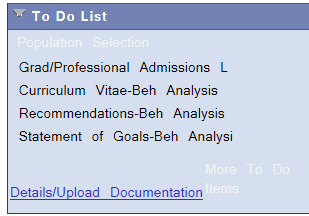 To Do List
Population Selection
Grad/Professional Admissions L
Curriculum Vitae-Beh Analysis
Recommendations-Beh Analysis
Statement of Goals-Beh Analysi
More To Do
Items
Details/Upload Documentation